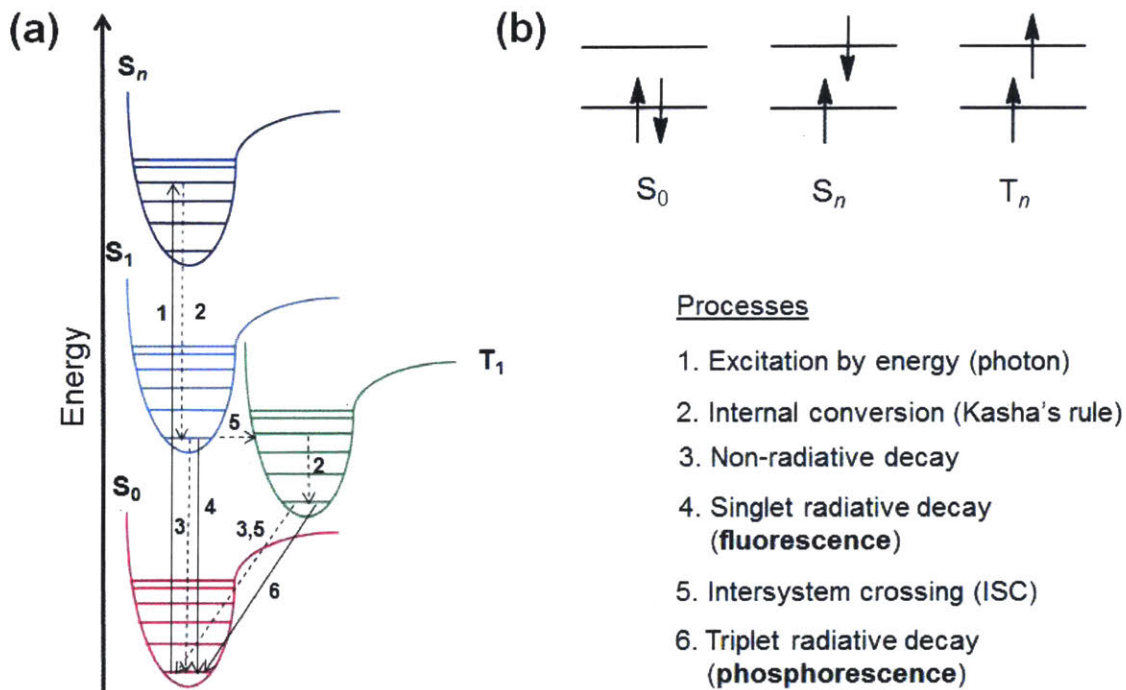 (a)
Energy
Sn
S1
S0
T1
1
2
5
2
4
3
3,5
6
(b)
S0
Sn
Tn
Processes
1. Excitation by energy (photon)
2. Internal conversion (Kasha's rule)
3. Non-radiative decay
4. Singlet radiative decay
(fluorescence)
5. Intersystem crossing (ISC)
6. Triplet radiative decay
(phosphorescence)